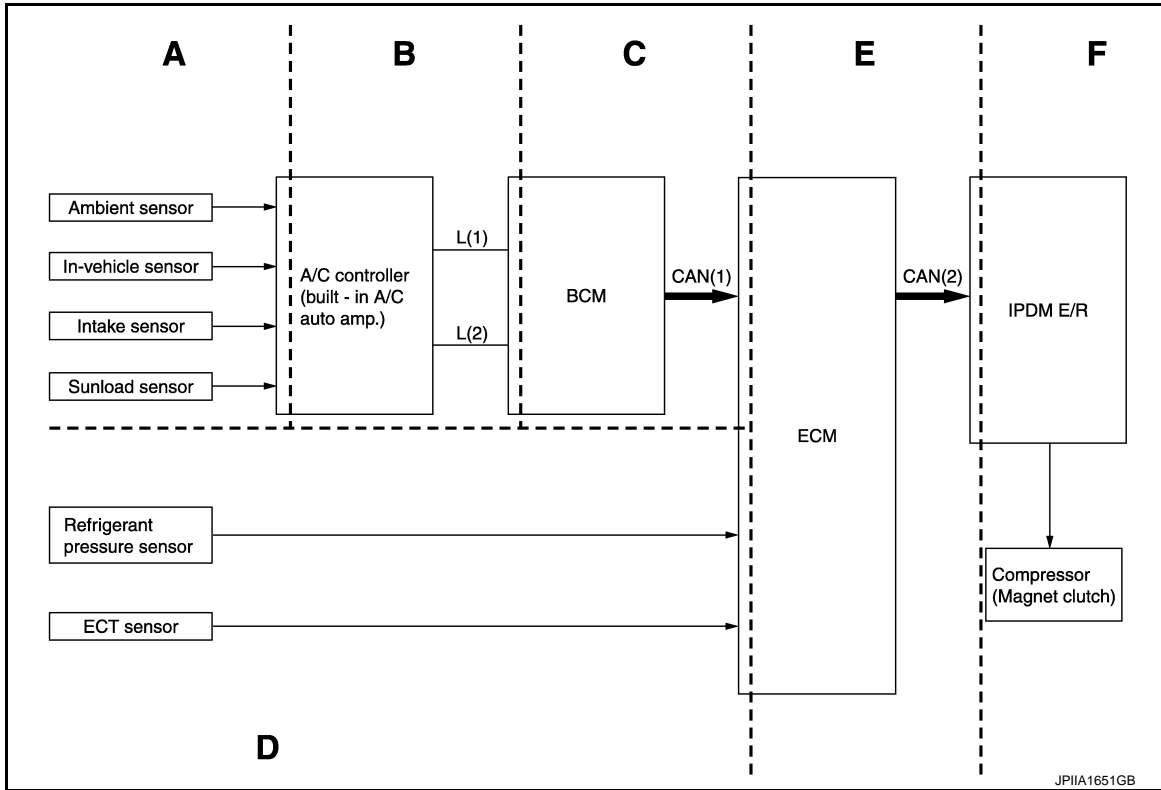 A
B
C
E
F
Ambient sensor
In-vehicle sensor
Intake sensor
Sunload sensor
A/C controller
(built - in A/C
auto amp.)
L(1)
L(2)
BCM
CAN(1)
ECM
CAN(2)
IPDM E/R
Refrigerant
pressure sensor
ECT sensor
Compressor
(Magnet clutch)
D
JPIIA1651GB